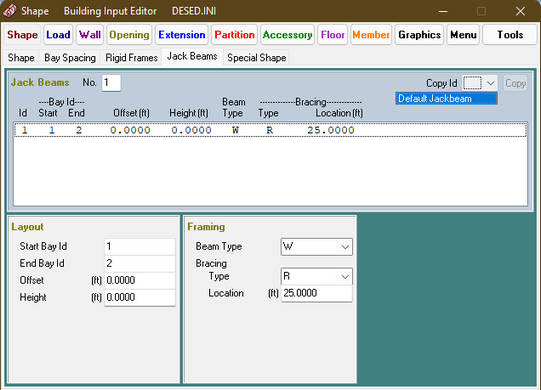 Shape Building Input Editor DESED.INI
Shape Load Wall Opening Extension Partition Accessory Floor Member Graphics Menu Tools
Shape Bay Spacing Rigid Frames Jack Beams Special Shape
Jack Beams No. 1 Copy Id Copy
Default Jackbeam
----Bay Id---- Beam --------------Bracing--------------
Id Start End Offset (ft) Height (ft) Type Type Location (ft)
1 1 2 0.0000 0.0000 W R 25.0000
Layout
Start Bay Id 1
End Bay Id 2
Offset (ft) 0.0000
Height (ft) 0.0000
Framing
Beam Type W
Bracing
Type R
Location (ft) 25.0000